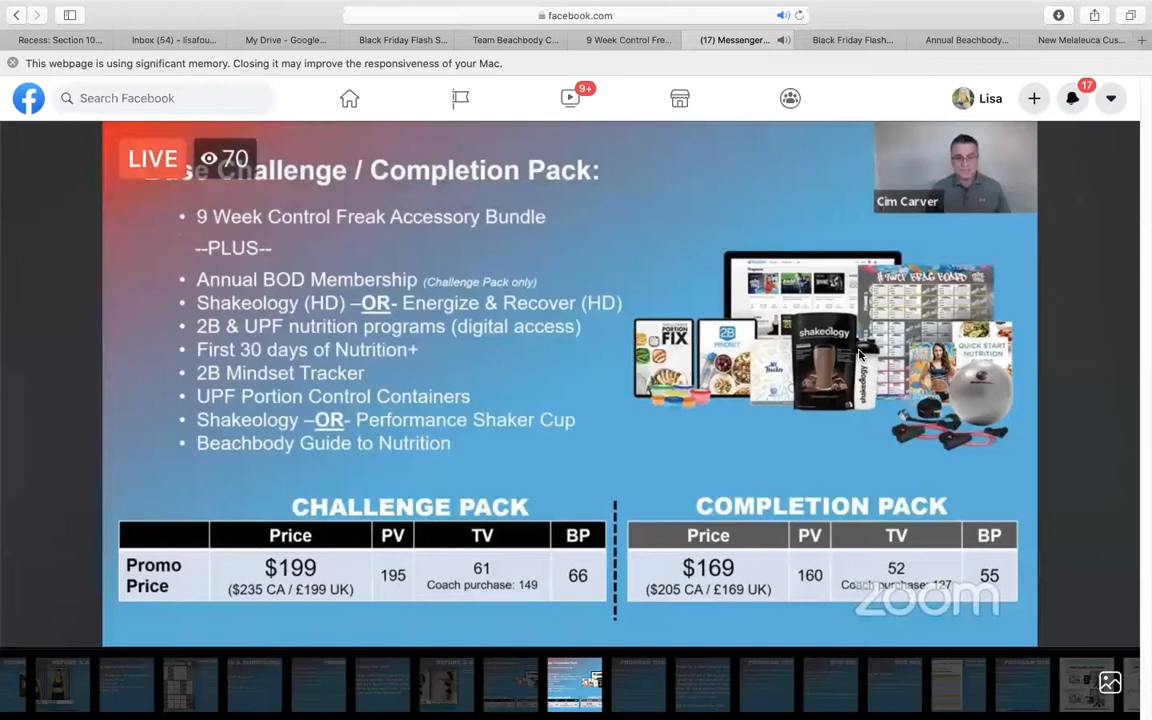 facebook.com
Recess: Section 10...
Inbox (54) – lisafou...
My Drive - Google...
Black Friday Flash S...
Team Beachbody C...
9 Week Control Fre...
(17) Messenger...
Black Friday Flash...
Annual Beachbody...
New Melaleuca Cus...
This webpage is using significant memory. Closing it may improve the responsiveness of your Mac.
Search Facebook
9+
Lisa
17
LIVE
70
Challenge / Completion Pack:
Cim Carver
• 9 Week Control Freak Accessory Bundle
--PLUS--
• Annual BOD Membership (Challenge Pack only)
• Shakeology (HD) –OR- Energize & Recover (HD)
• 2B & UPF nutrition programs (digital access)
• First 30 days of Nutrition+
• 2B Mindset Tracker
• UPF Portion Control Containers
• Shakeology –OR- Performance Shaker Cup
• Beachbody Guide to Nutrition
FIX
2B
MINDSET
shakeology
shakeology
QUICK START
NUTRITION
CHALLENGE PACK
Price PV TV BP
Promo Price
$199
($235 CA / £199 UK)
195
61
Coach purchase: 149
66
COMPLETION PACK
Price PV TV BP
$169
($205 CA / £169 UK)
160
52
Coach purchase: 127
55
zoom